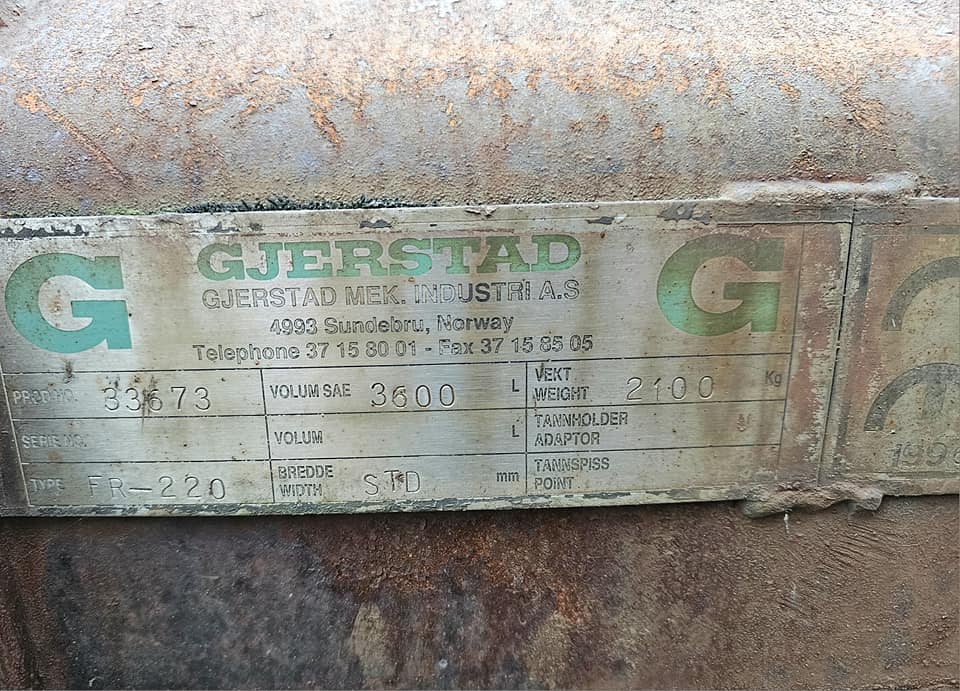 G GJERSTAD G
GJERSTAD MEK. INDUSTRI A.S
4993 Sundebru, Norway
Telephone 37 15 80 01 - Fax 37 15 85 05
PROD NO. 33673 VOLUM SAE 3600 L VEKT WEIGHT 2100 Kg
SERIE NO. VOLUM L TANNHOLDER ADAPTOR
TYPE FR-220 BREDDE WIDTH STD mm TANNSPISS POINT